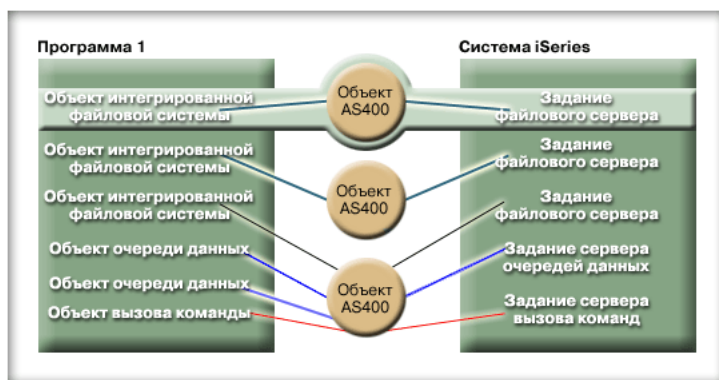 Программа 1
Система iSeries
Объект интегрированной
файловой системы
Объект
AS400
Задание
файлового сервера
Объект интегрированной
файловой системы
Объект
AS400
Задание
файлового сервера
Объект интегрированной
файловой системы
Задание
файлового сервера
Объект очереди данных
Задание сервера
очередей данных
Объект очереди данных
Объект
AS400
Объект вызова команды
Задание сервера
вызова команд